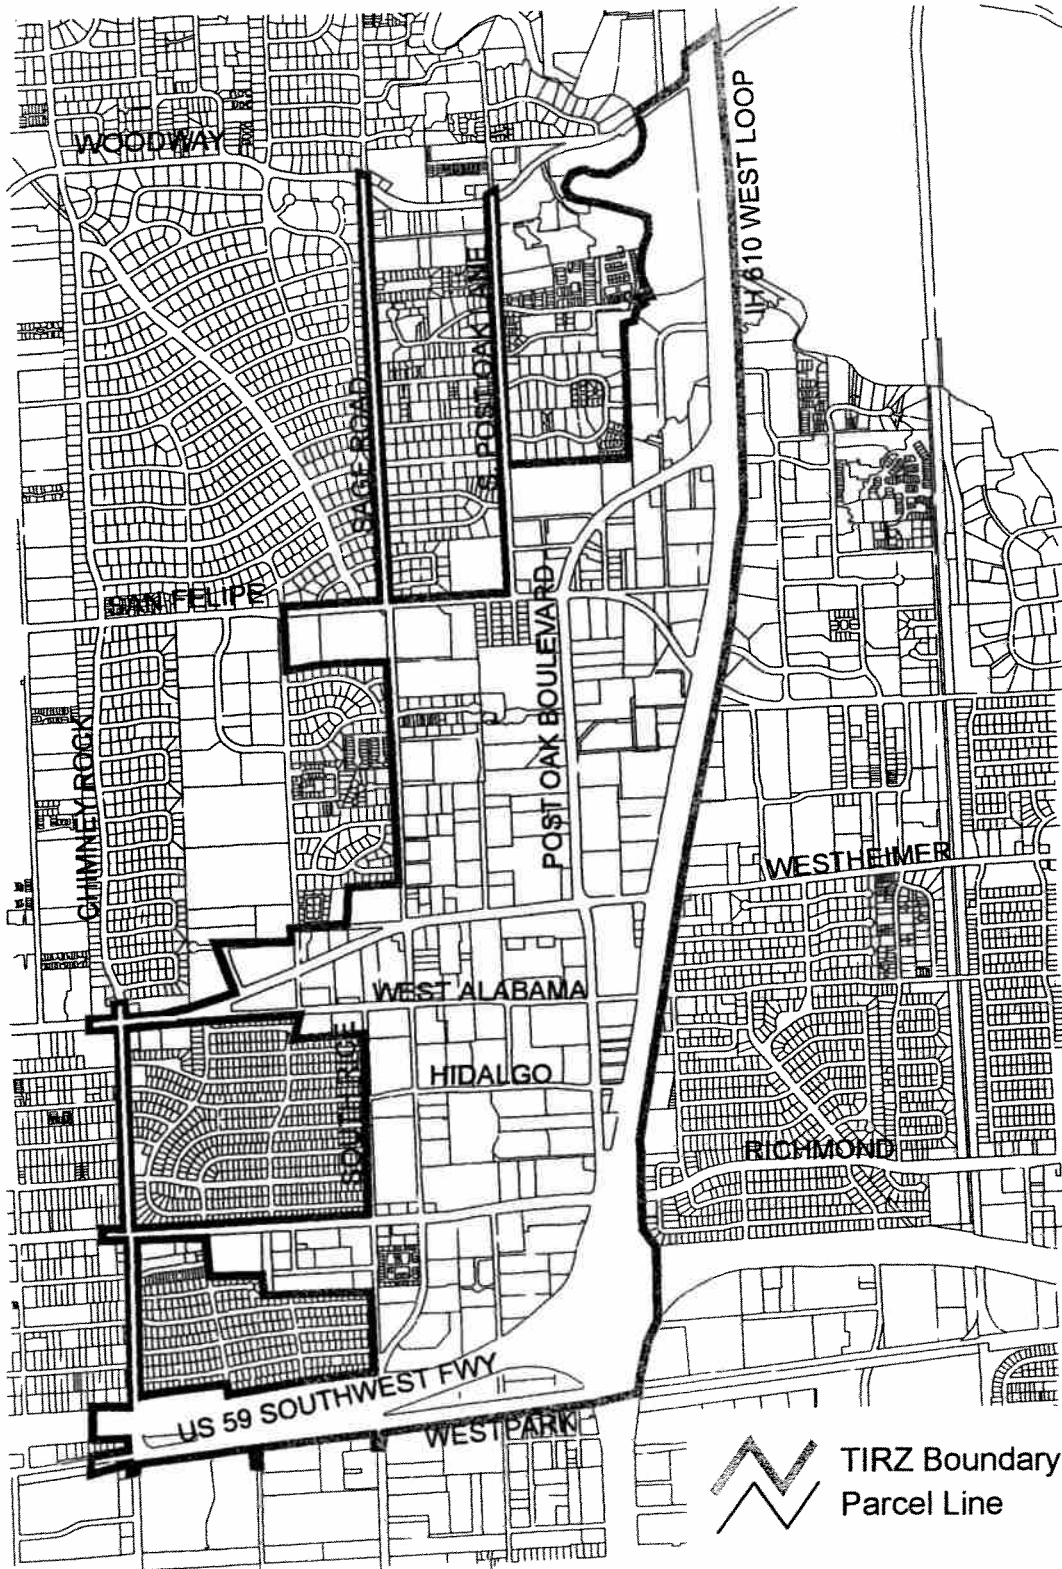 WOODWAY
IH 610 WEST LOOP
S. POST OAK LANE
SAGE ROAD
SAN FELIPE
POST OAK BOULEVARD
CHIMNEY ROCK
WESTHEIMER
WEST ALABAMA
SOUTH RICE
HIDALGO
RICHMOND
US 59 SOUTHWEST FWY
WESTPARK
TIRZ Boundary
Parcel Line